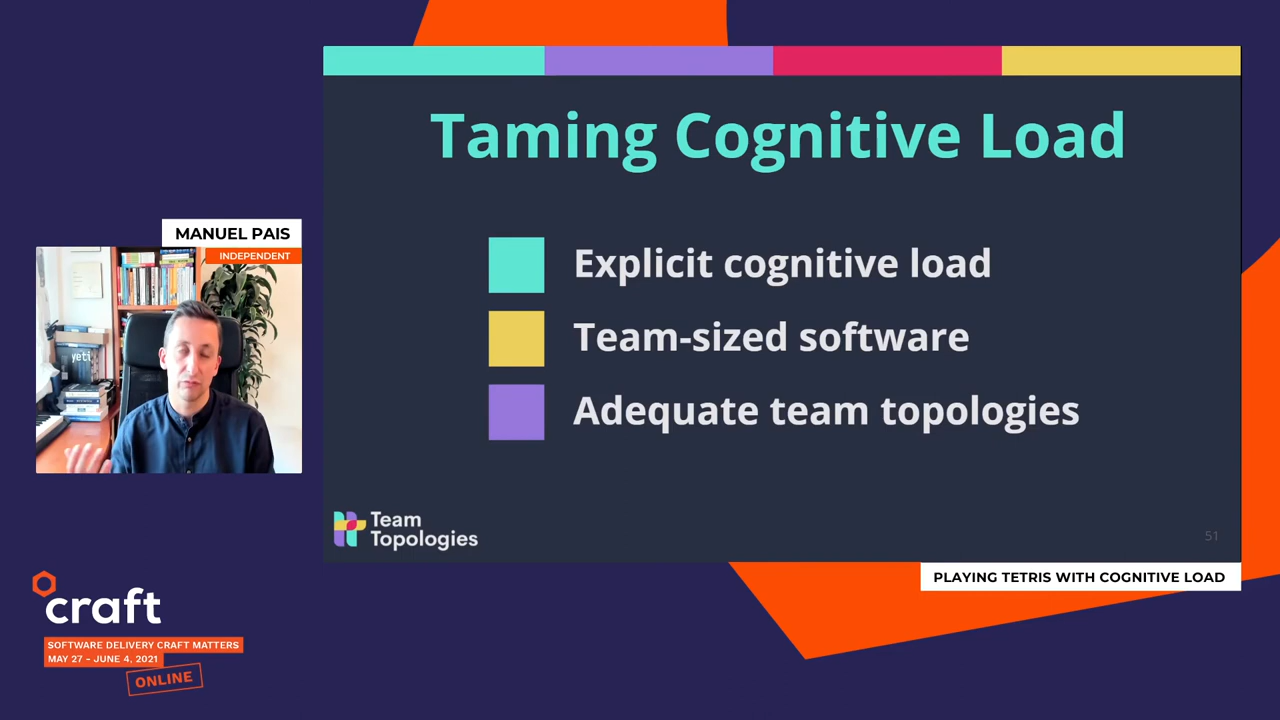 Taming Cognitive Load
Explicit cognitive load
Team-sized software
Adequate team topologies
Team
Topologies
51
MANUEL PAIS
INDEPENDENT
yeti
PLAYING TETRIS WITH COGNITIVE LOAD
craft
SOFTWARE DELIVERY CRAFT MATTERS
MAY 27 - JUNE 4, 2021
ONLINE